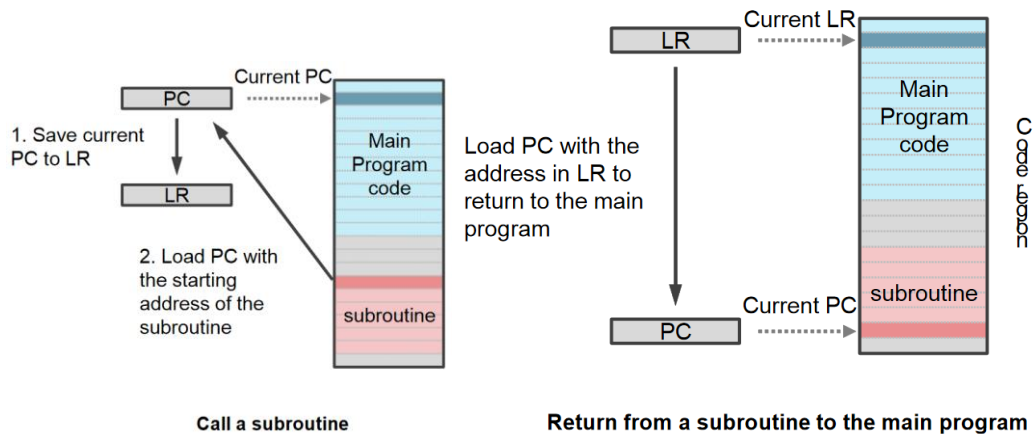 Current PC
PC
1. Save current
PC to LR
LR
2. Load PC with
the starting
address of the
subroutine
Main
Program
code
subroutine
Call a subroutine
Current LR
LR
Load PC with the
address in LR to
return to the main
program
Current PC
PC
Main
Program
code
subroutine
Code region
Return from a subroutine to the main program